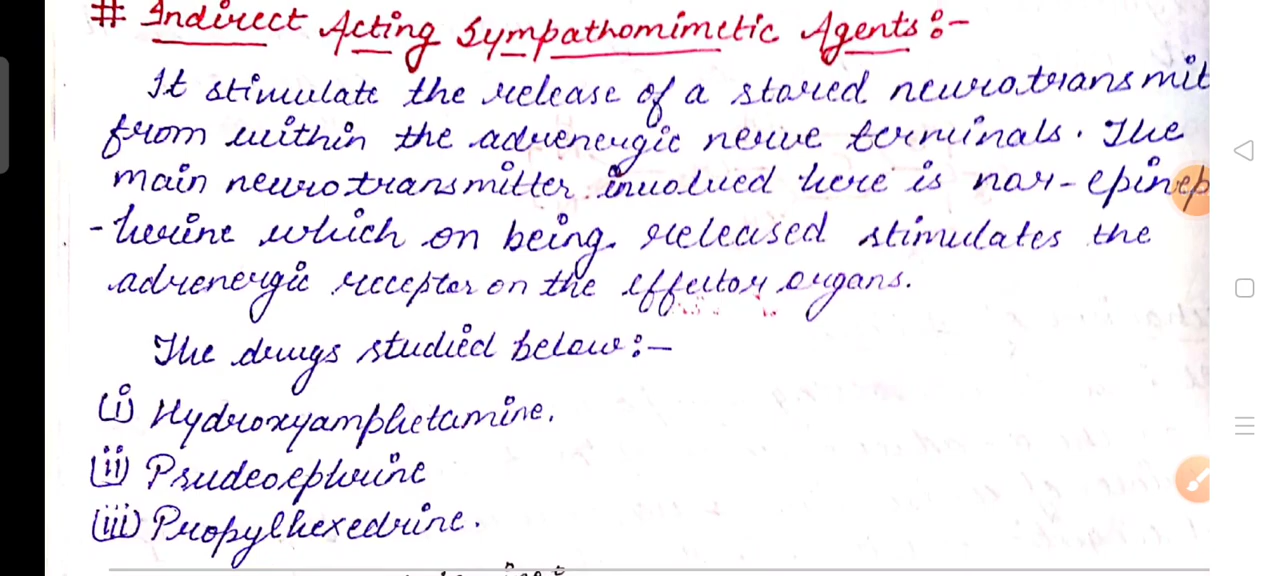 # Indirect Acting Sympathomimetic Agents :-
It stimulate the release of a stored neurotransmit
from within the adrenergic nerve terminals. The
main neurotransmitter involved here is nor-epinep
-herine which on being released stimulates the
adrenergic receptor on the effector organs.
The drugs studied below :-
(i) Hydroxyamphetamine.
(ii) Psudeoephrine
(iii) Propylhexedrine.